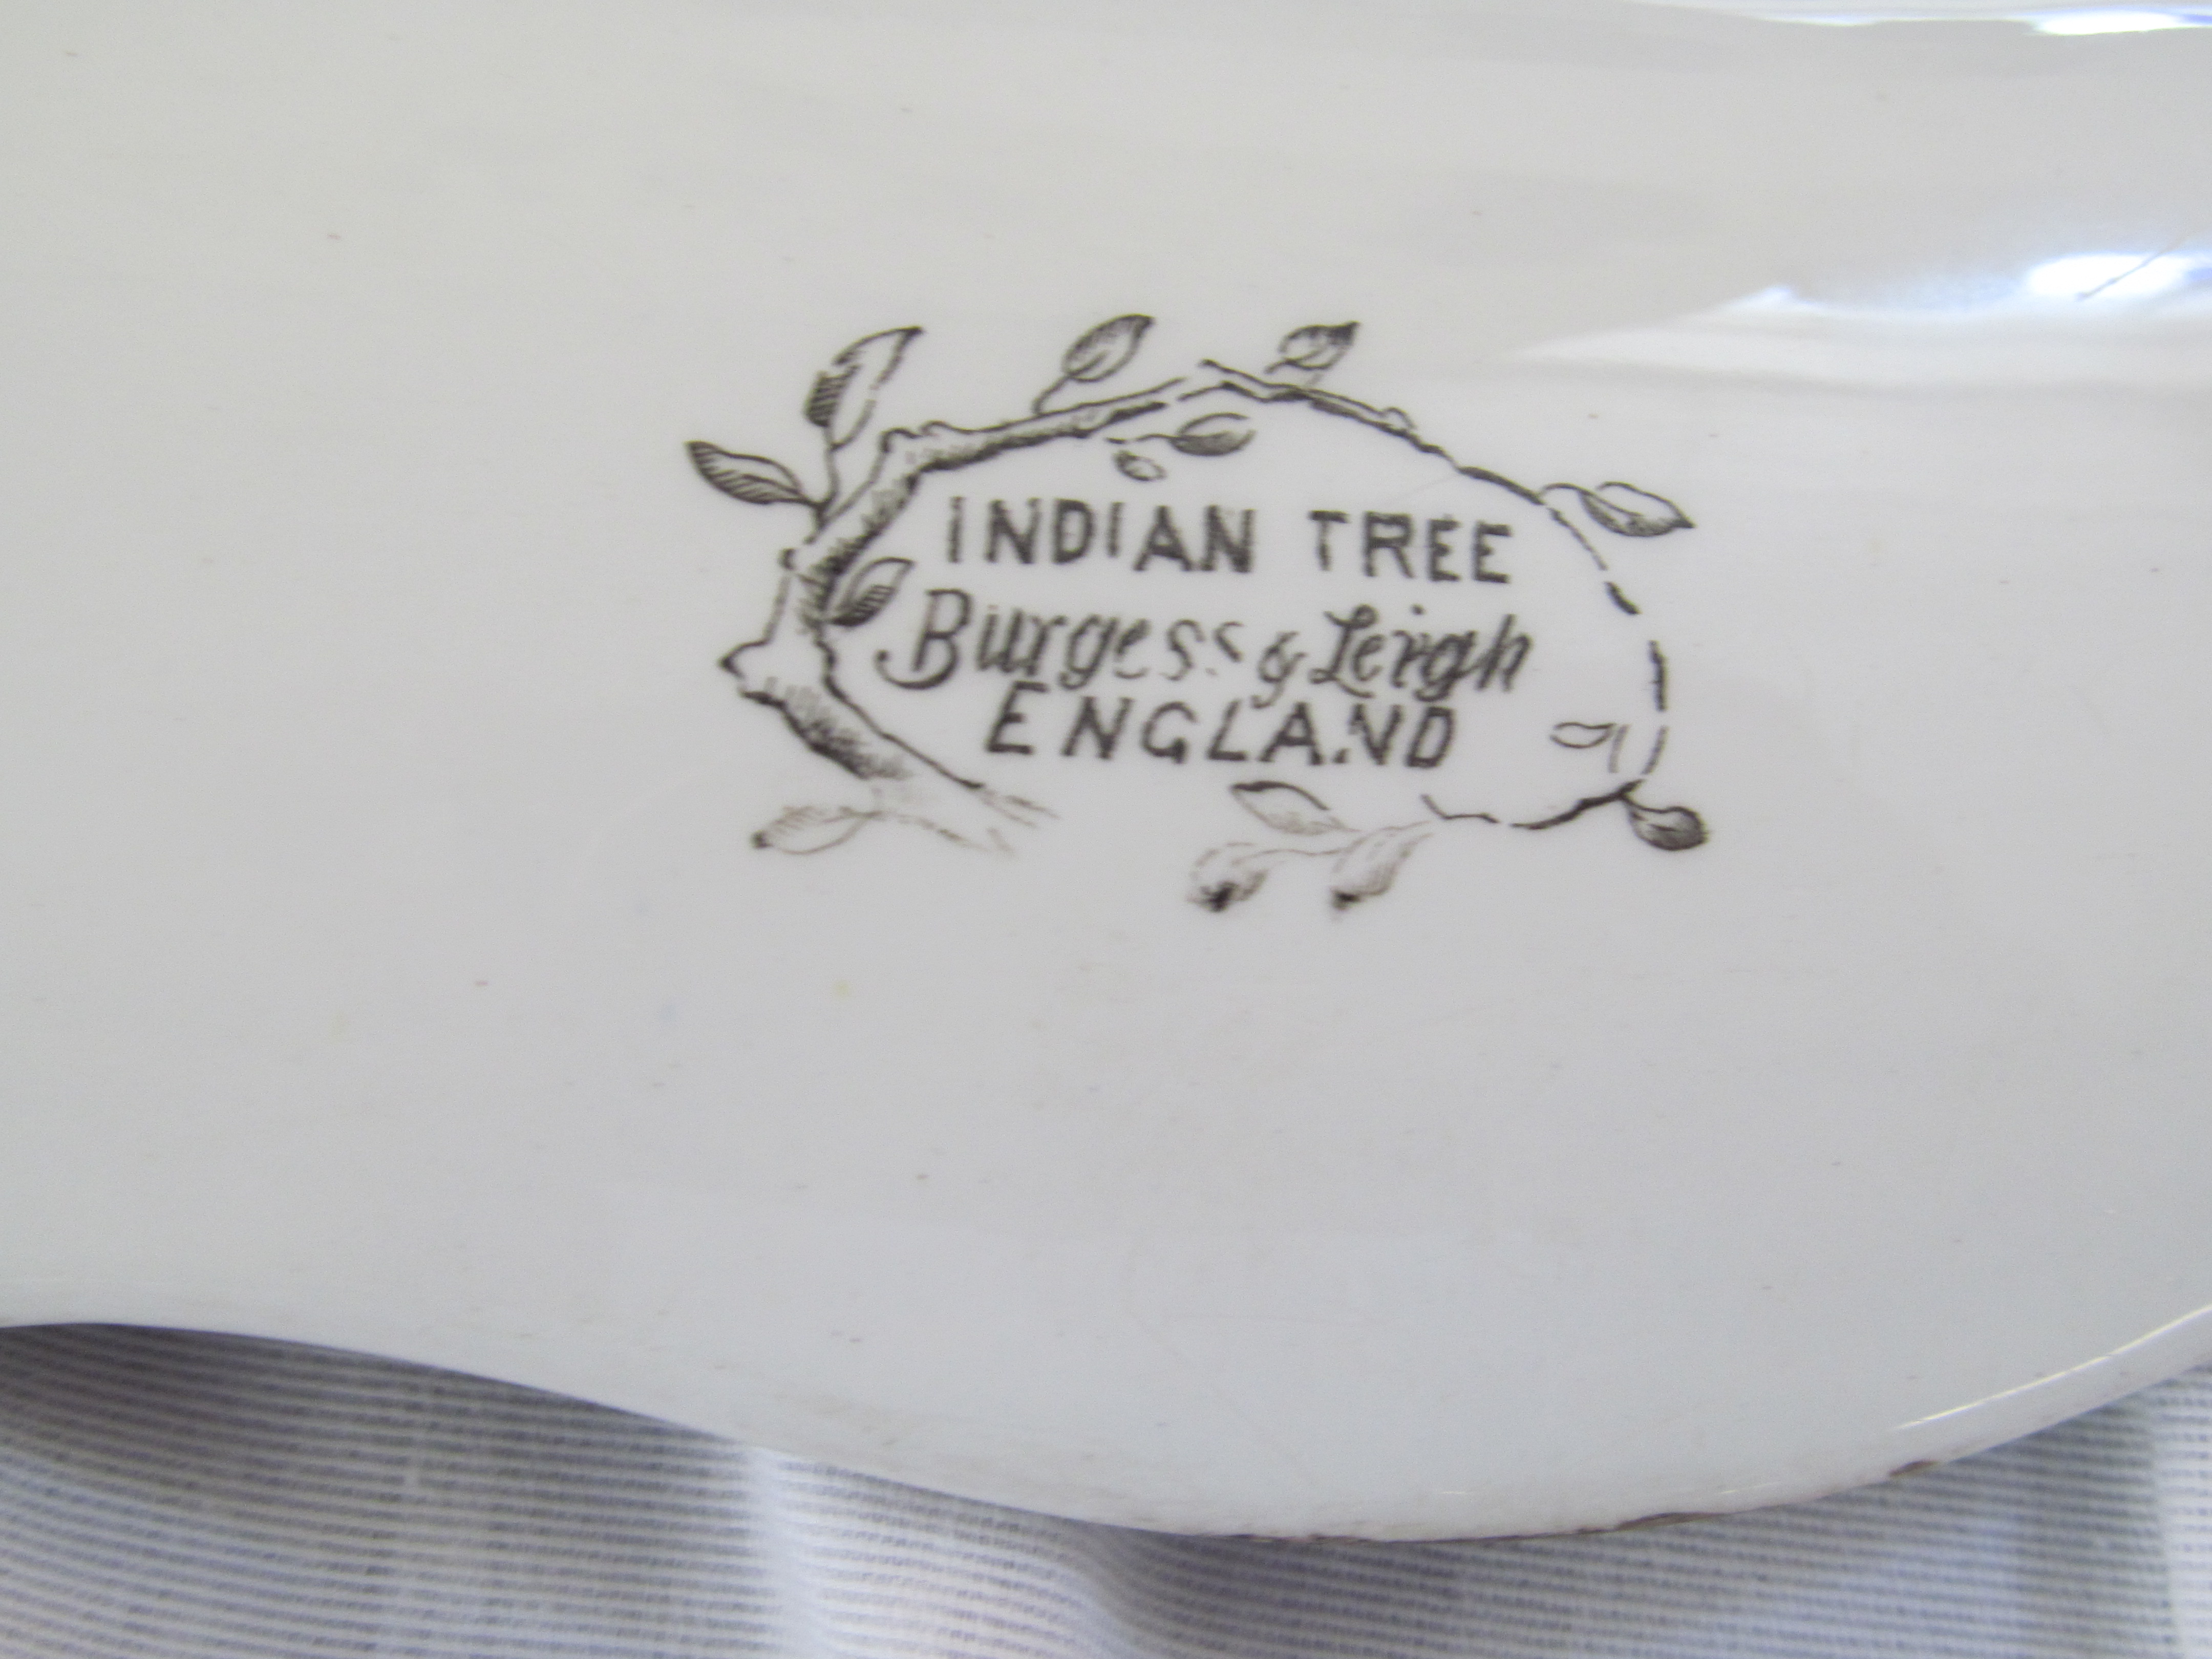 INDIAN TREE
Burgess & Leigh
ENGLAND